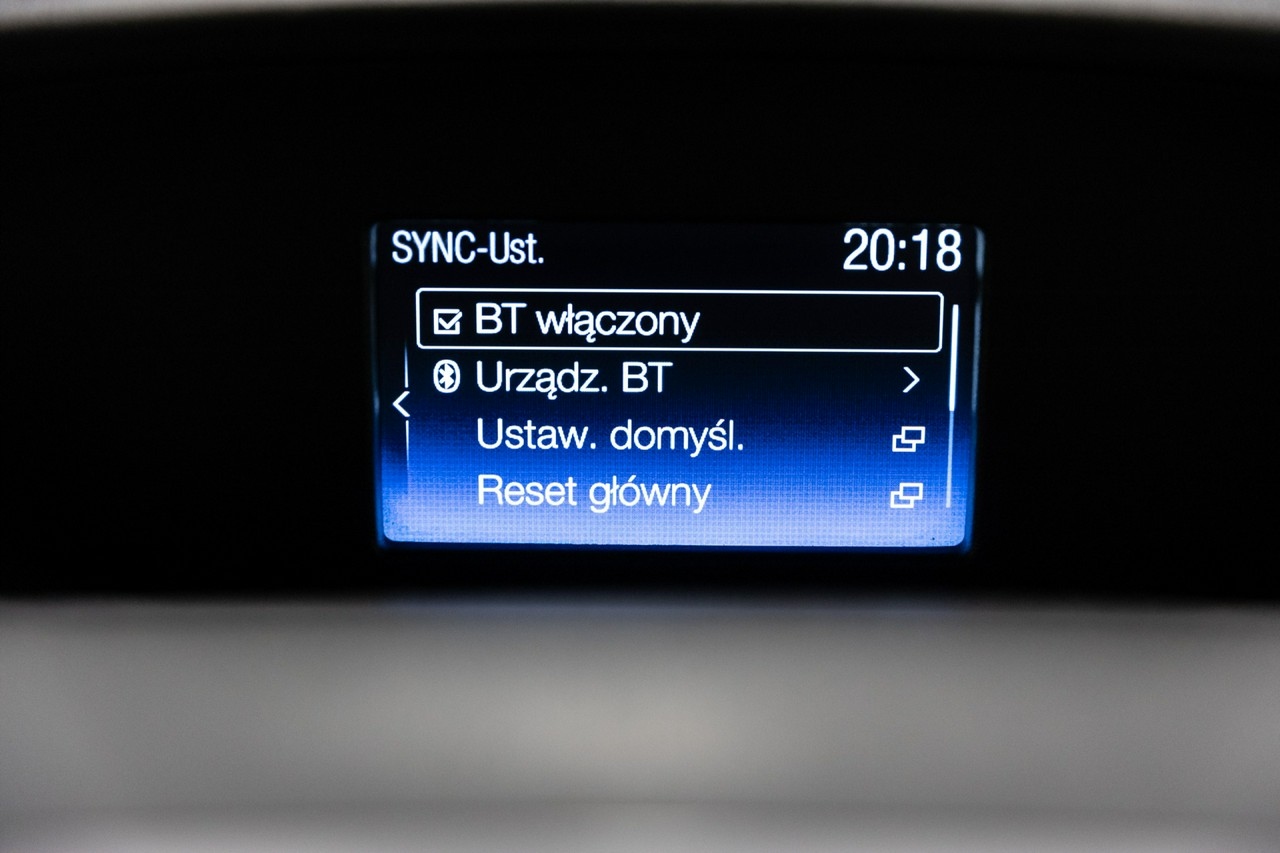 SYNC-Ust. 20:18
BT włączony
Urządz. BT
Ustaw. domyśl.
Reset główny